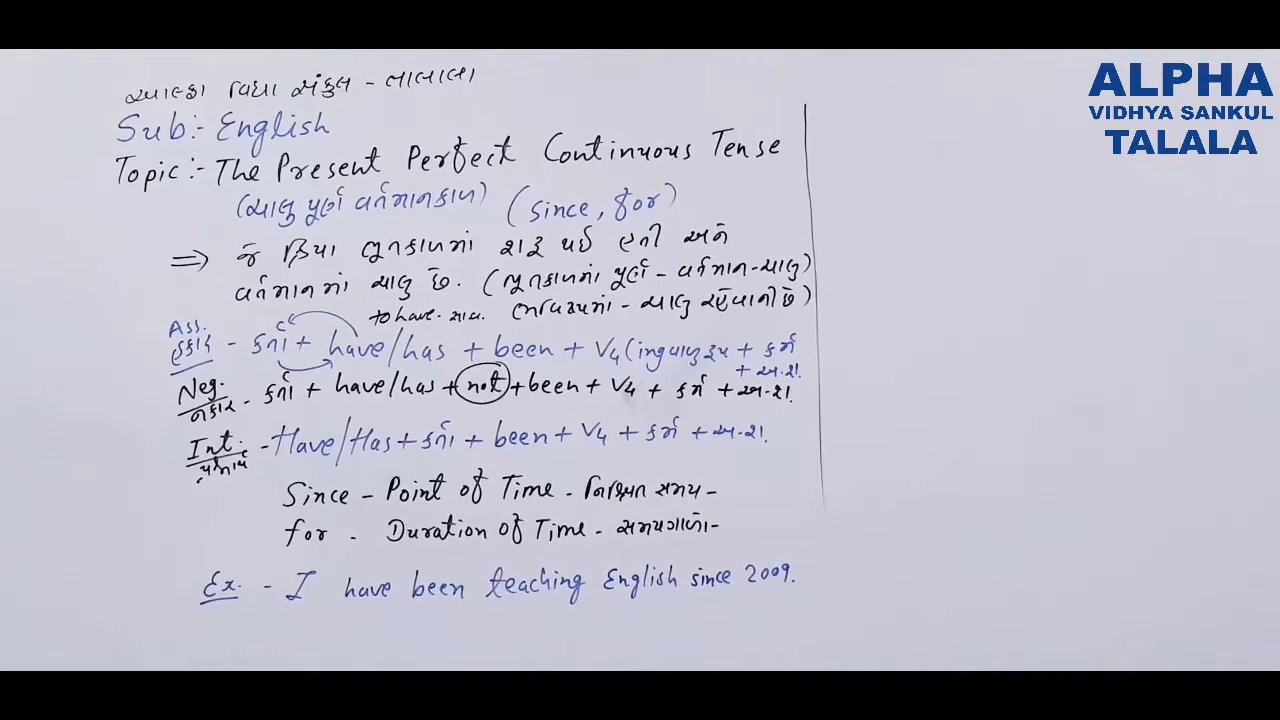 આલ્ફા વિદ્યા સંકુલ - તાલાલા
Sub:- English
Topic:- The Present Perfect Continuous Tense
(ચાલુ પૂર્ણ વર્તમાનકાળ) (since, for)
⇒ જે ક્રિયા ભૂતકાળમાં શરૂ થઈ હતી અને
વર્તમાનમાં ચાલુ છે. (ભૂતકાળમાં પૂર્ણ - વર્તમાન-ચાલુ
to have. સાચ. ભવિષ્યમાં - ચાલુ રહેવાની છે)
Ass.
હકાર - કર્તા + have/has + been + V4 (ingવાળુ રૂપ + કર્મ
+ અ.શ.
Neg.
નકાર - કર્તા + have/has + not + been + V4 + કર્મ + અ.શ.
Int. - Have/Has + કર્તા + been + V4 + કર્મ + અ.શ.
પ્રશ્નાર્થ
Since - Point of Time - નિશ્ચિત સમય -
for - Duration of Time - સમયગાળો -
Ex. - I have been teaching English since 2009.
ALPHA
VIDHYA SANKUL
TALALA